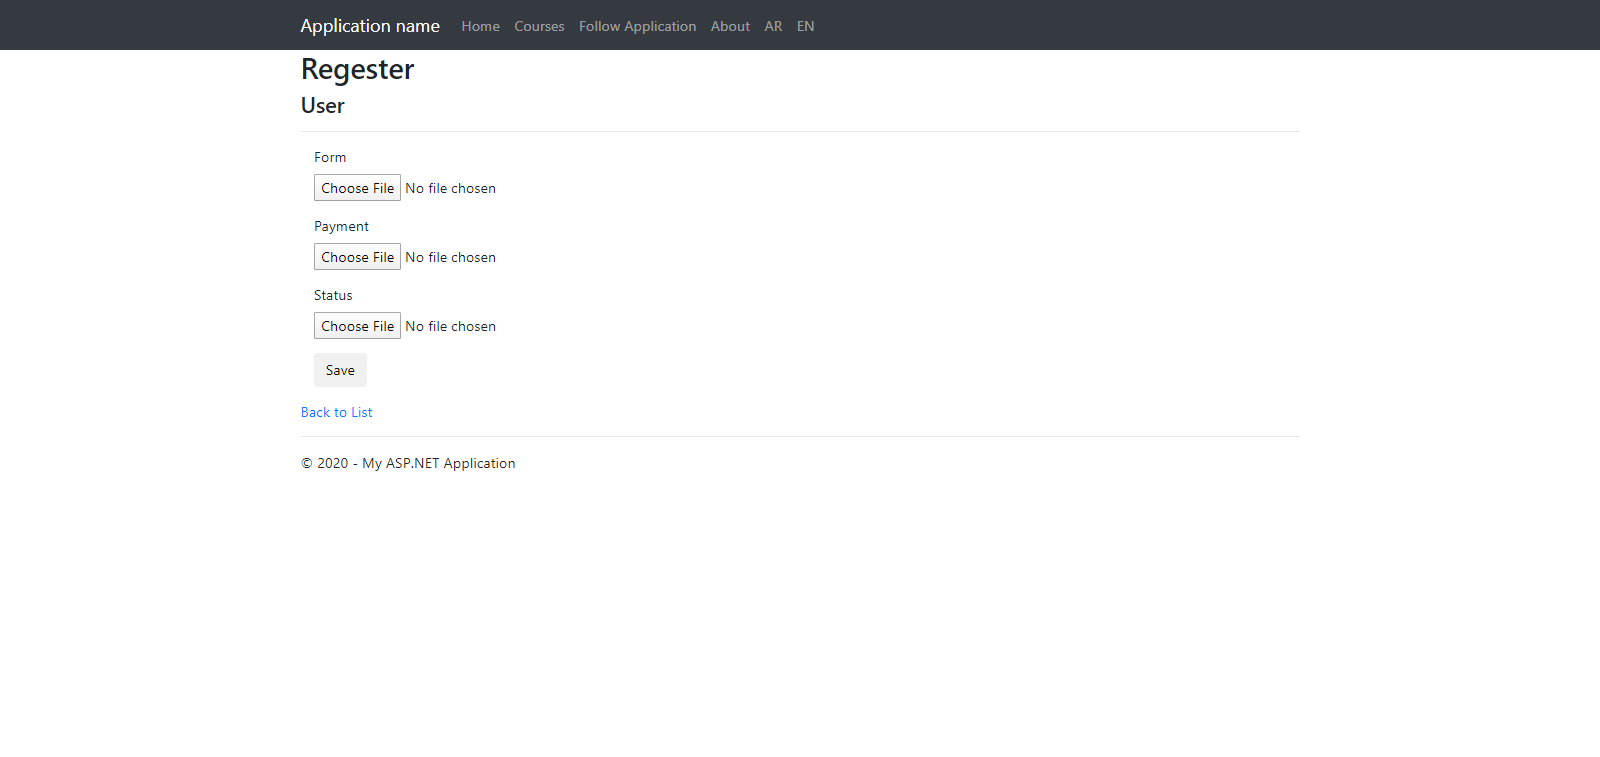 Application name Home Courses Follow Application About AR EN
Regester
User
Form
Choose File No file chosen
Payment
Choose File No file chosen
Status
Choose File No file chosen
Save
Back to List
© 2020 - My ASP.NET Application